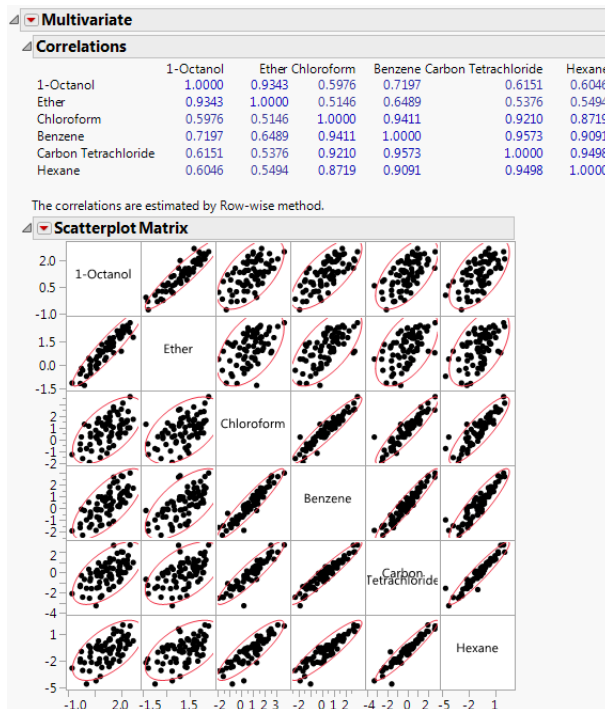 Multivariate
Correlations
1-Octanol Ether Chloroform Benzene Carbon Tetrachloride Hexane
1-Octanol 1.0000 0.9343 0.5976 0.7197 0.6151 0.6046
Ether 0.9343 1.0000 0.5146 0.6489 0.5376 0.5494
Chloroform 0.5976 0.5146 1.0000 0.9411 0.9210 0.8719
Benzene 0.7197 0.6489 0.9411 1.0000 0.9573 0.9091
Carbon Tetrachloride 0.6151 0.5376 0.9210 0.9573 1.0000 0.9498
Hexane 0.6046 0.5494 0.8719 0.9091 0.9498 1.0000
The correlations are estimated by Row-wise method.
Scatterplot Matrix
2.0
1-Octanol
0.5
-1.0
1.5
Ether
0.0
-1.5
2
Chloroform
1
0
-1
-2
2
Benzene
1
0
-1
-2
2
Carbon
0
Tetrachloride
-2
-4
1
Hexane
-2
-5
-1.0 2.0 -1.5 1.5 -2 0 1 2 3 -2 0 1 2 -4 -2 0 2 -5 -2 1